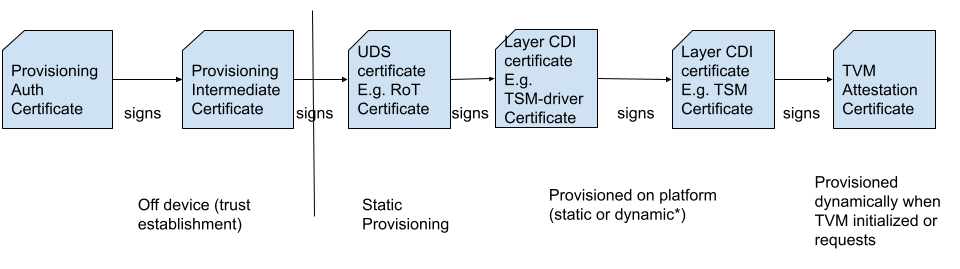 Provisioning
Auth
Certificate
signs
Provisioning
Intermediate
Certificate
signs
UDS
certificate
E.g. RoT
Certificate
signs
Layer CDI
certificate
E.g.
TSM-driver
Certificate
signs
Layer CDI
certificate
E.g. TSM
Certificate
signs
TVM
Attestation
Certificate
Off device (trust
establishment)
Static
Provisioning
Provisioned on platform
(static or dynamic*)
Provisioned
dynamically when
TVM initialized or
requests